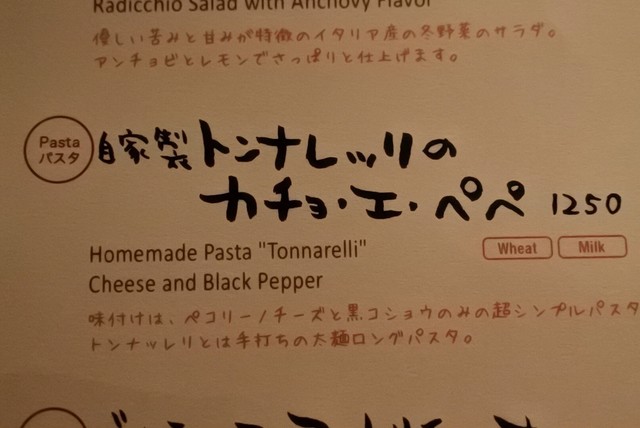 Radicchio Salad with Anchovy Flavor
優しい苦みと甘みが特徴のイタリア産の冬野菜のサラダ。
アンチョビとレモンでさっぱりと仕上げます。
Pasta
パスタ
自家製トンナレッリの
カチョ・エ・ペペ 1250
Homemade Pasta "Tonnarelli"
Wheat Milk
Cheese and Black Pepper
味付けは、ペコリーノチーズと黒コショウのみの超シンプルパスタ
トンナッレリとは手打ちの太麺ロングパスタ。